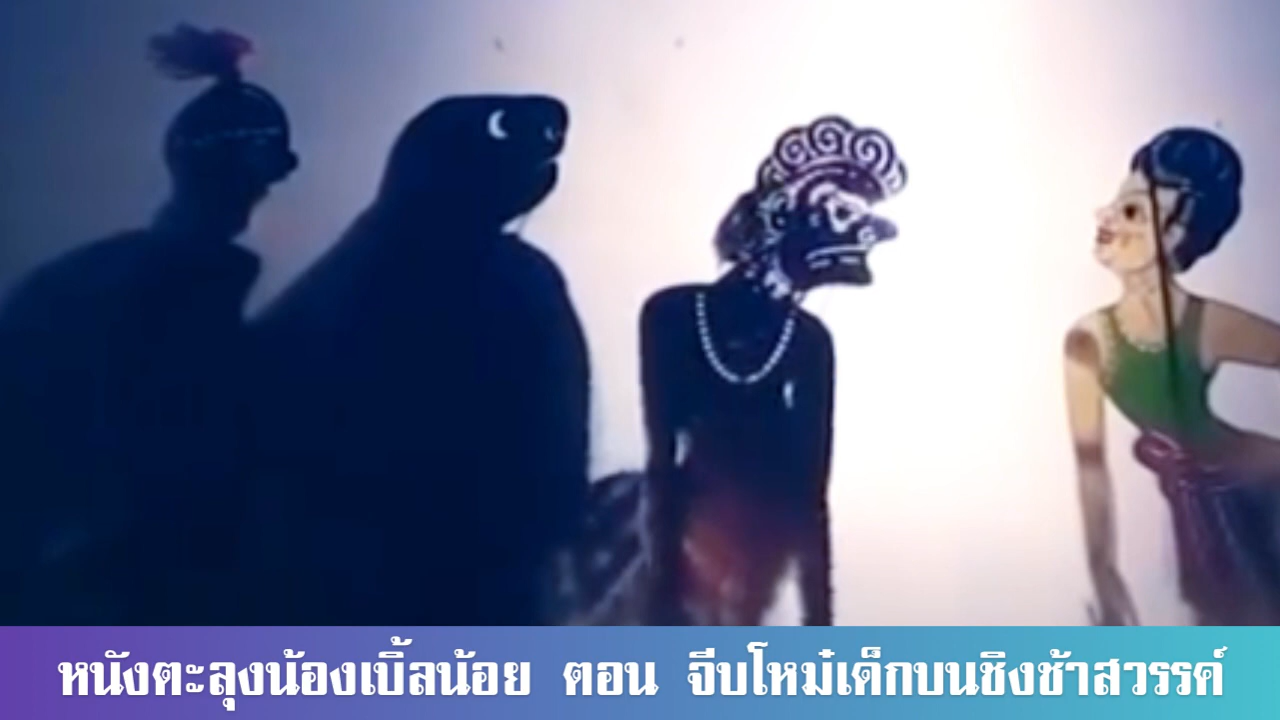 หนังตะลุงน้องเบิ้ลน้อย ตอน จีบโหม๋เด็กบนชิงช้าสวรรค์